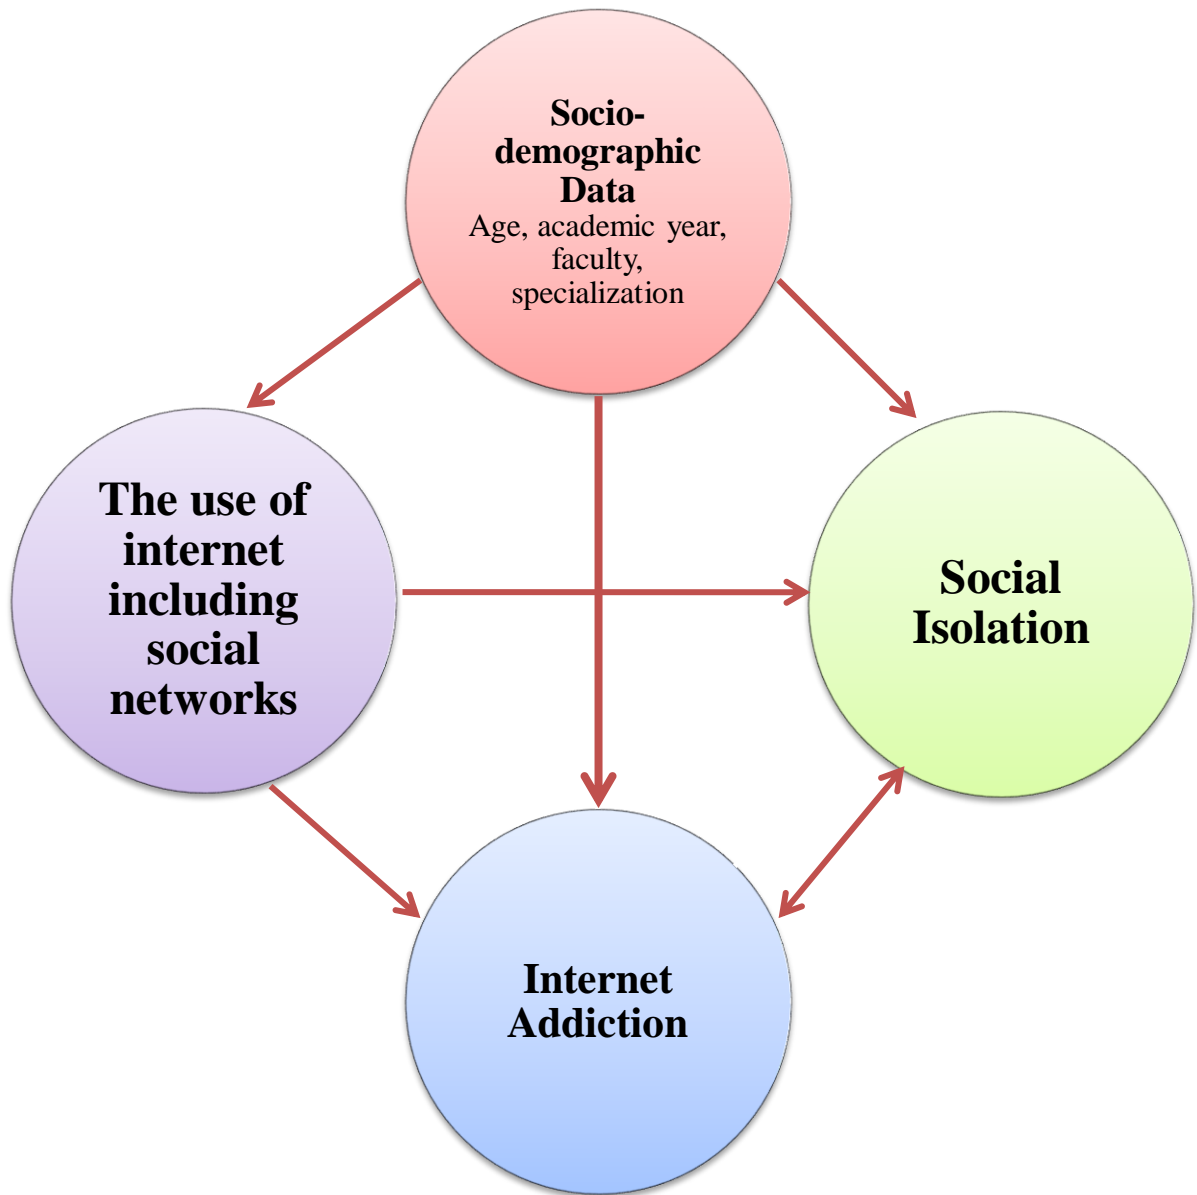 Socio-
demographic
Data
Age, academic year,
faculty,
specialization
The use of
internet
including
social
networks
Social
Isolation
Internet
Addiction